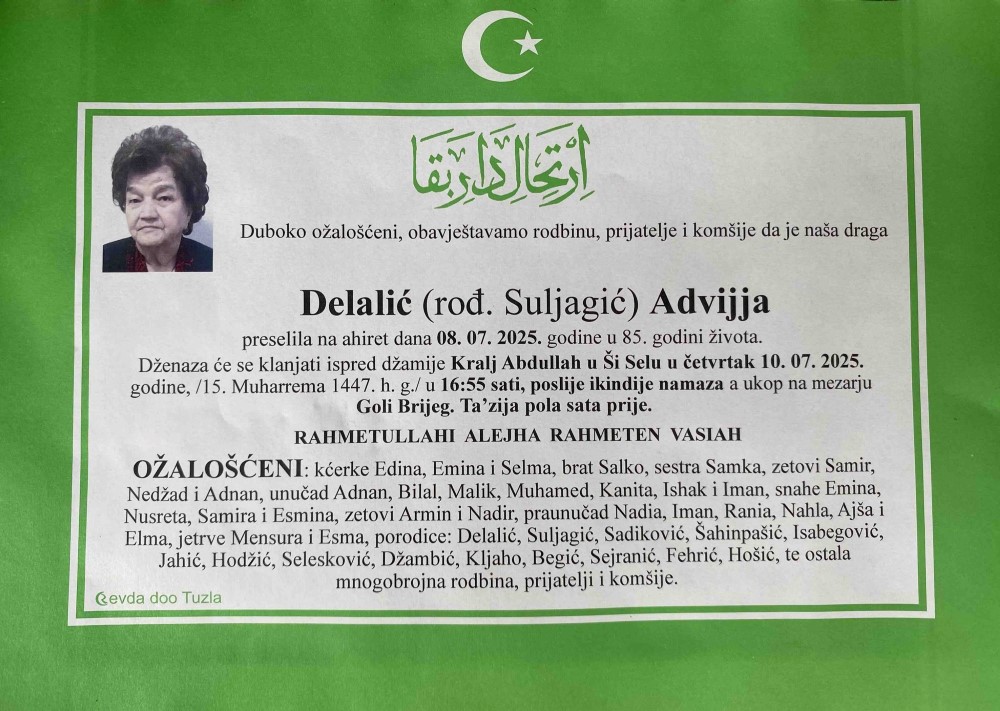 اِرْتِحَالِ دَارِ بَقَا
Duboko ožalošćeni, obavještavamo rodbinu, prijatelje i komšije da je naša draga
Delalić (rođ. Suljagić) Advijja
preselila na ahiret dana 08. 07. 2025. godine u 85. godini života.
Dženaza će se klanjati ispred džamije Kralj Abdullah u Ši Selu u četvrtak 10. 07. 2025.
godine, /15. Muharrema 1447. h. g./ u 16:55 sati, poslije ikindije namaza a ukop na mezarju
Goli Brijeg. Ta’zija pola sata prije.
RAHMETULLAHI ALEJHA RAHMETEN VASIAH
OŽALOŠĆENI: kćerke Edina, Emina i Selma, brat Salko, sestra Samka, zetovi Samir,
Nedžad i Adnan, unučad Adnan, Bilal, Malik, Muhamed, Kanita, Ishak i Iman, snahe Emina,
Nusreta, Samira i Esmina, zetovi Armin i Nadir, praunučad Nadia, Iman, Rania, Nahla, Ajša i
Elma, jetrve Mensura i Esma, porodice: Delalić, Suljagić, Sadiković, Šahinpašić, Isabegović,
Jahić, Hodžić, Selesković, Džambić, Kljaho, Begić, Sejranić, Fehrić, Hošić, te ostala
mnogobrojna rodbina, prijatelji i komšije.
Revda doo Tuzla